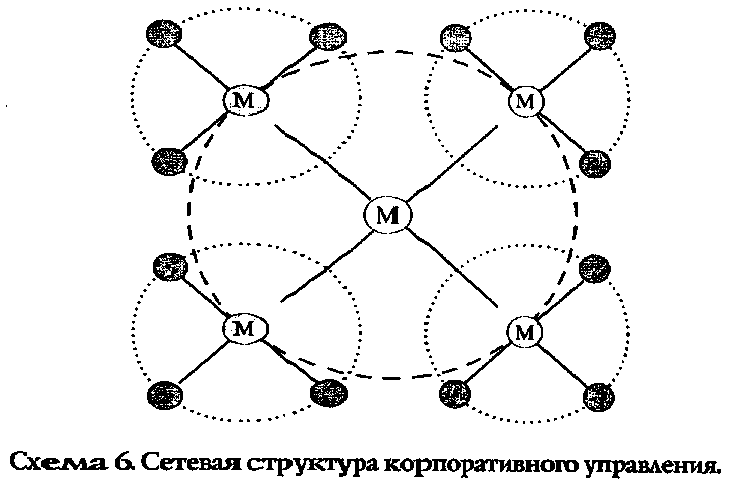 М М
М
М М
Схема 6. Сетевая структура корпоративного управления.